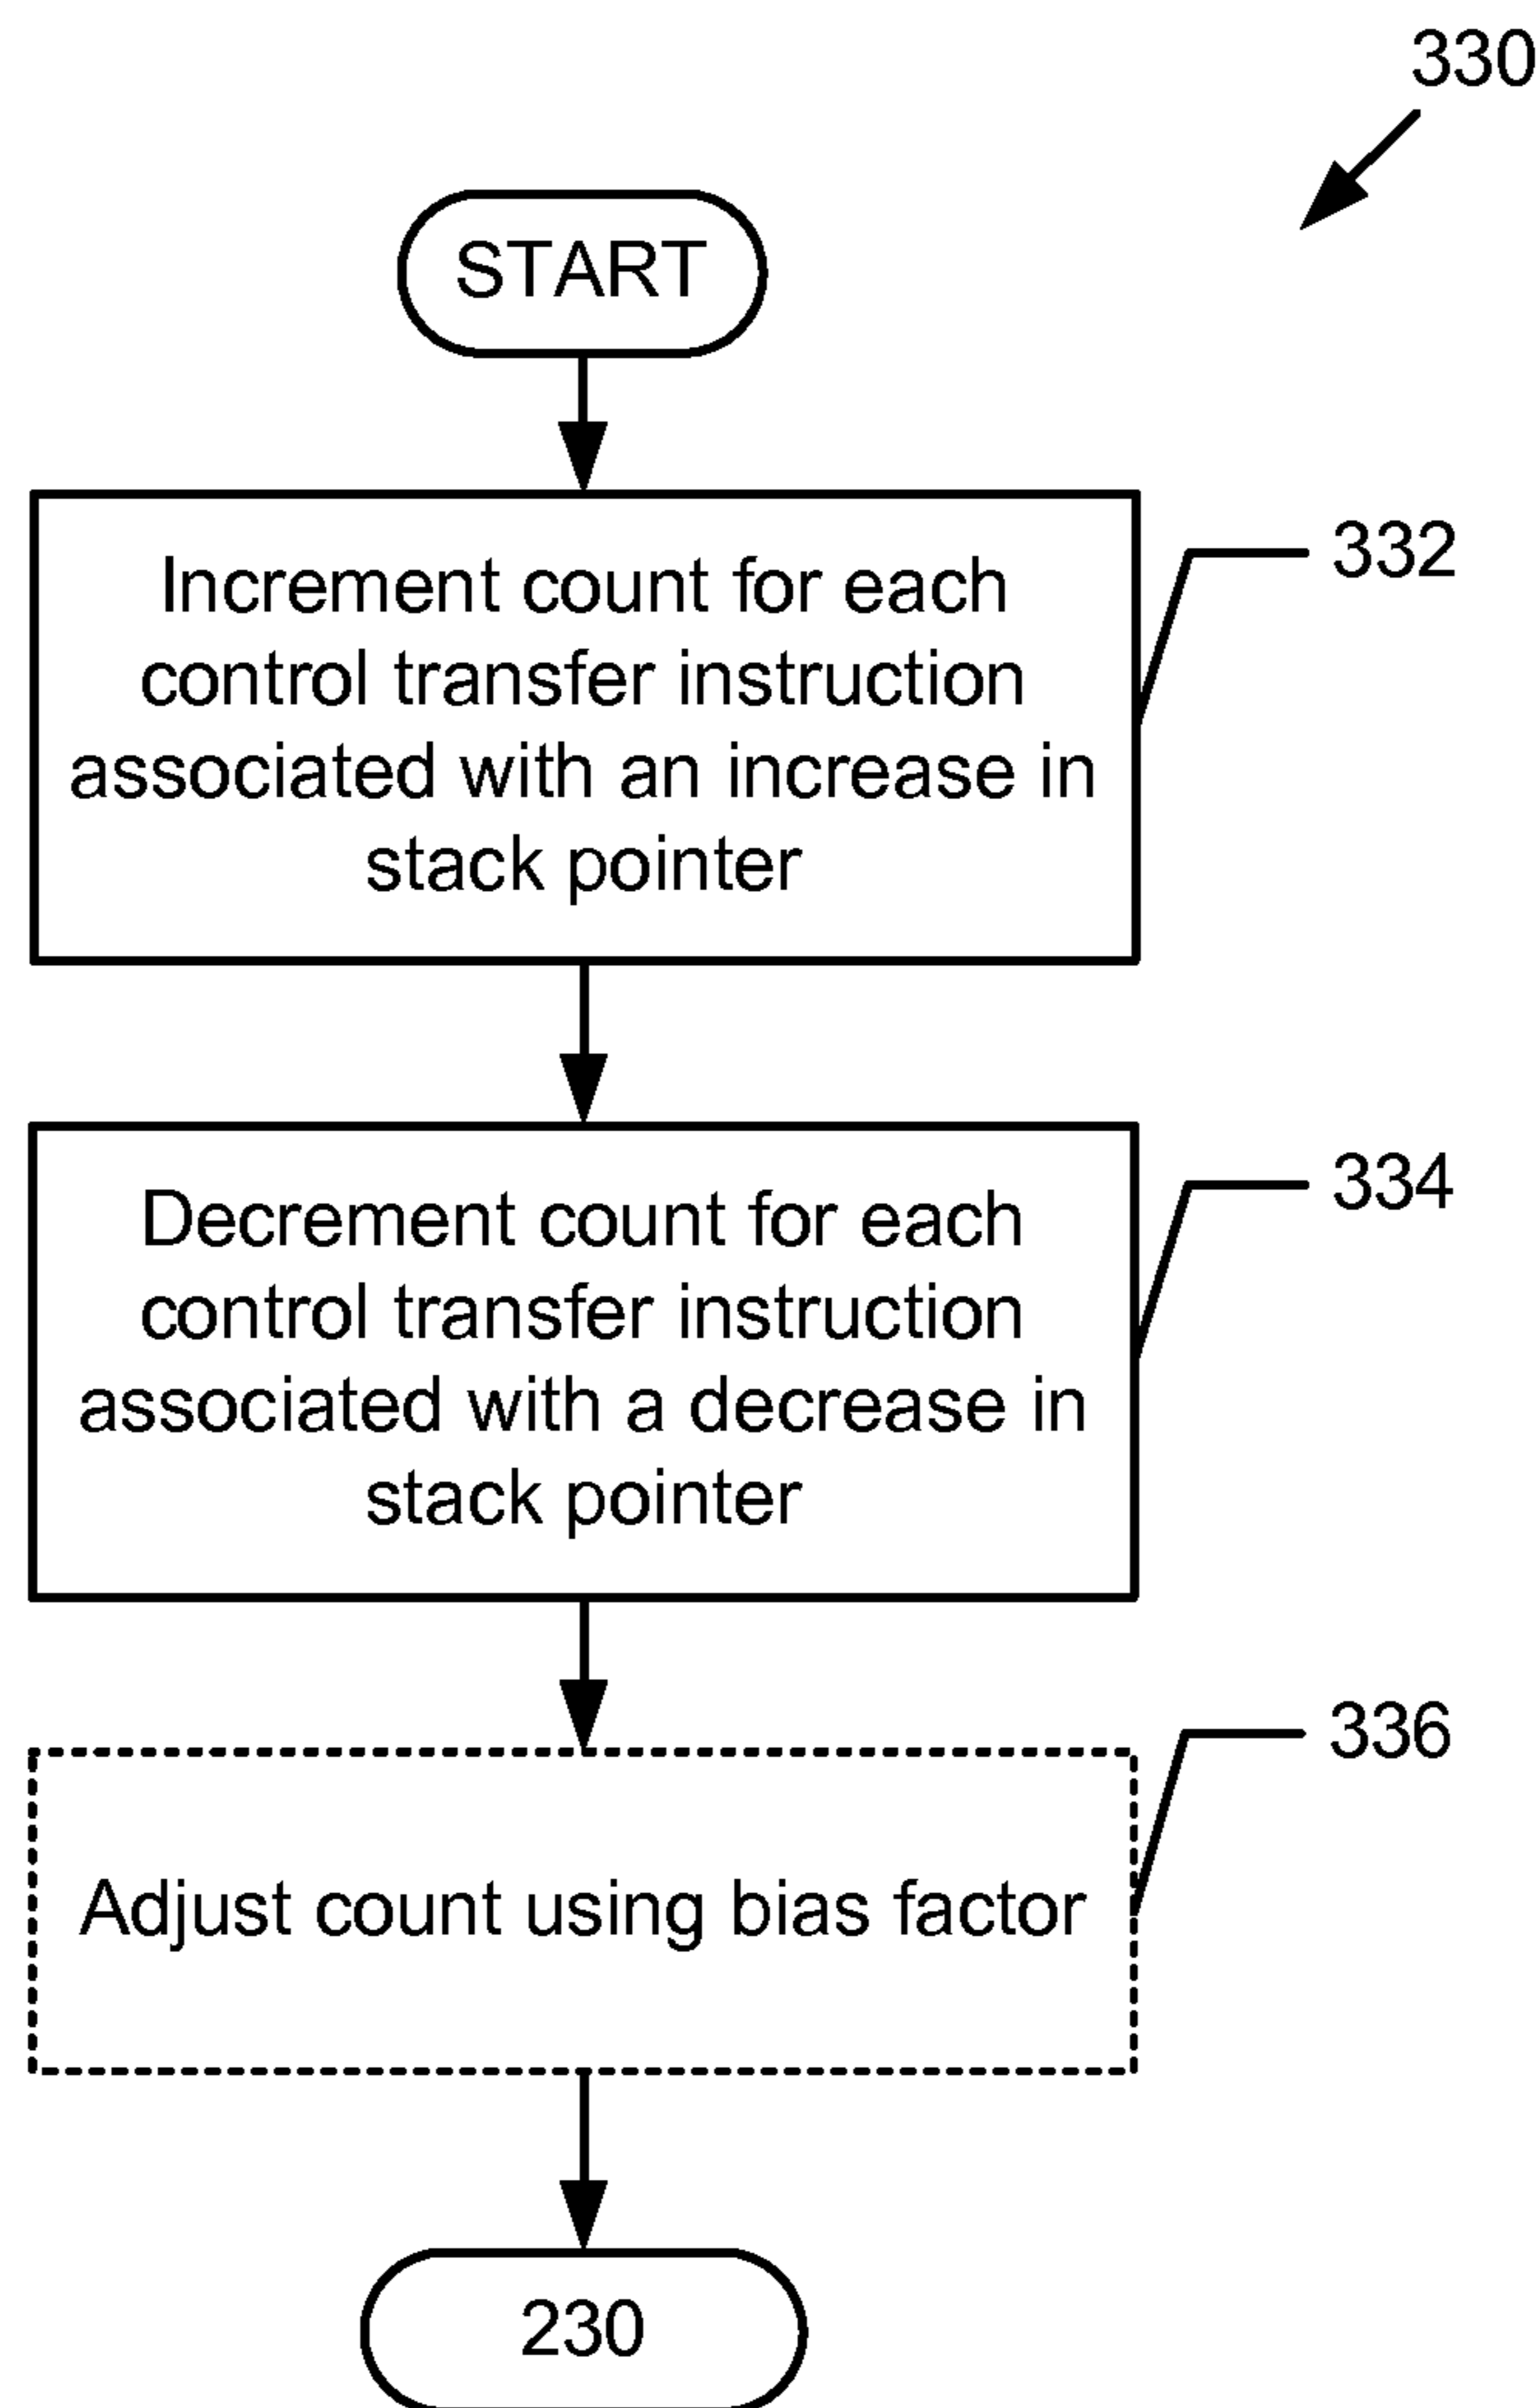 330
START
Increment count for each
control transfer instruction
associated with an increase in
stack pointer
332
Decrement count for each
control transfer instruction
associated with a decrease in
stack pointer
334
Adjust count using bias factor
336
230